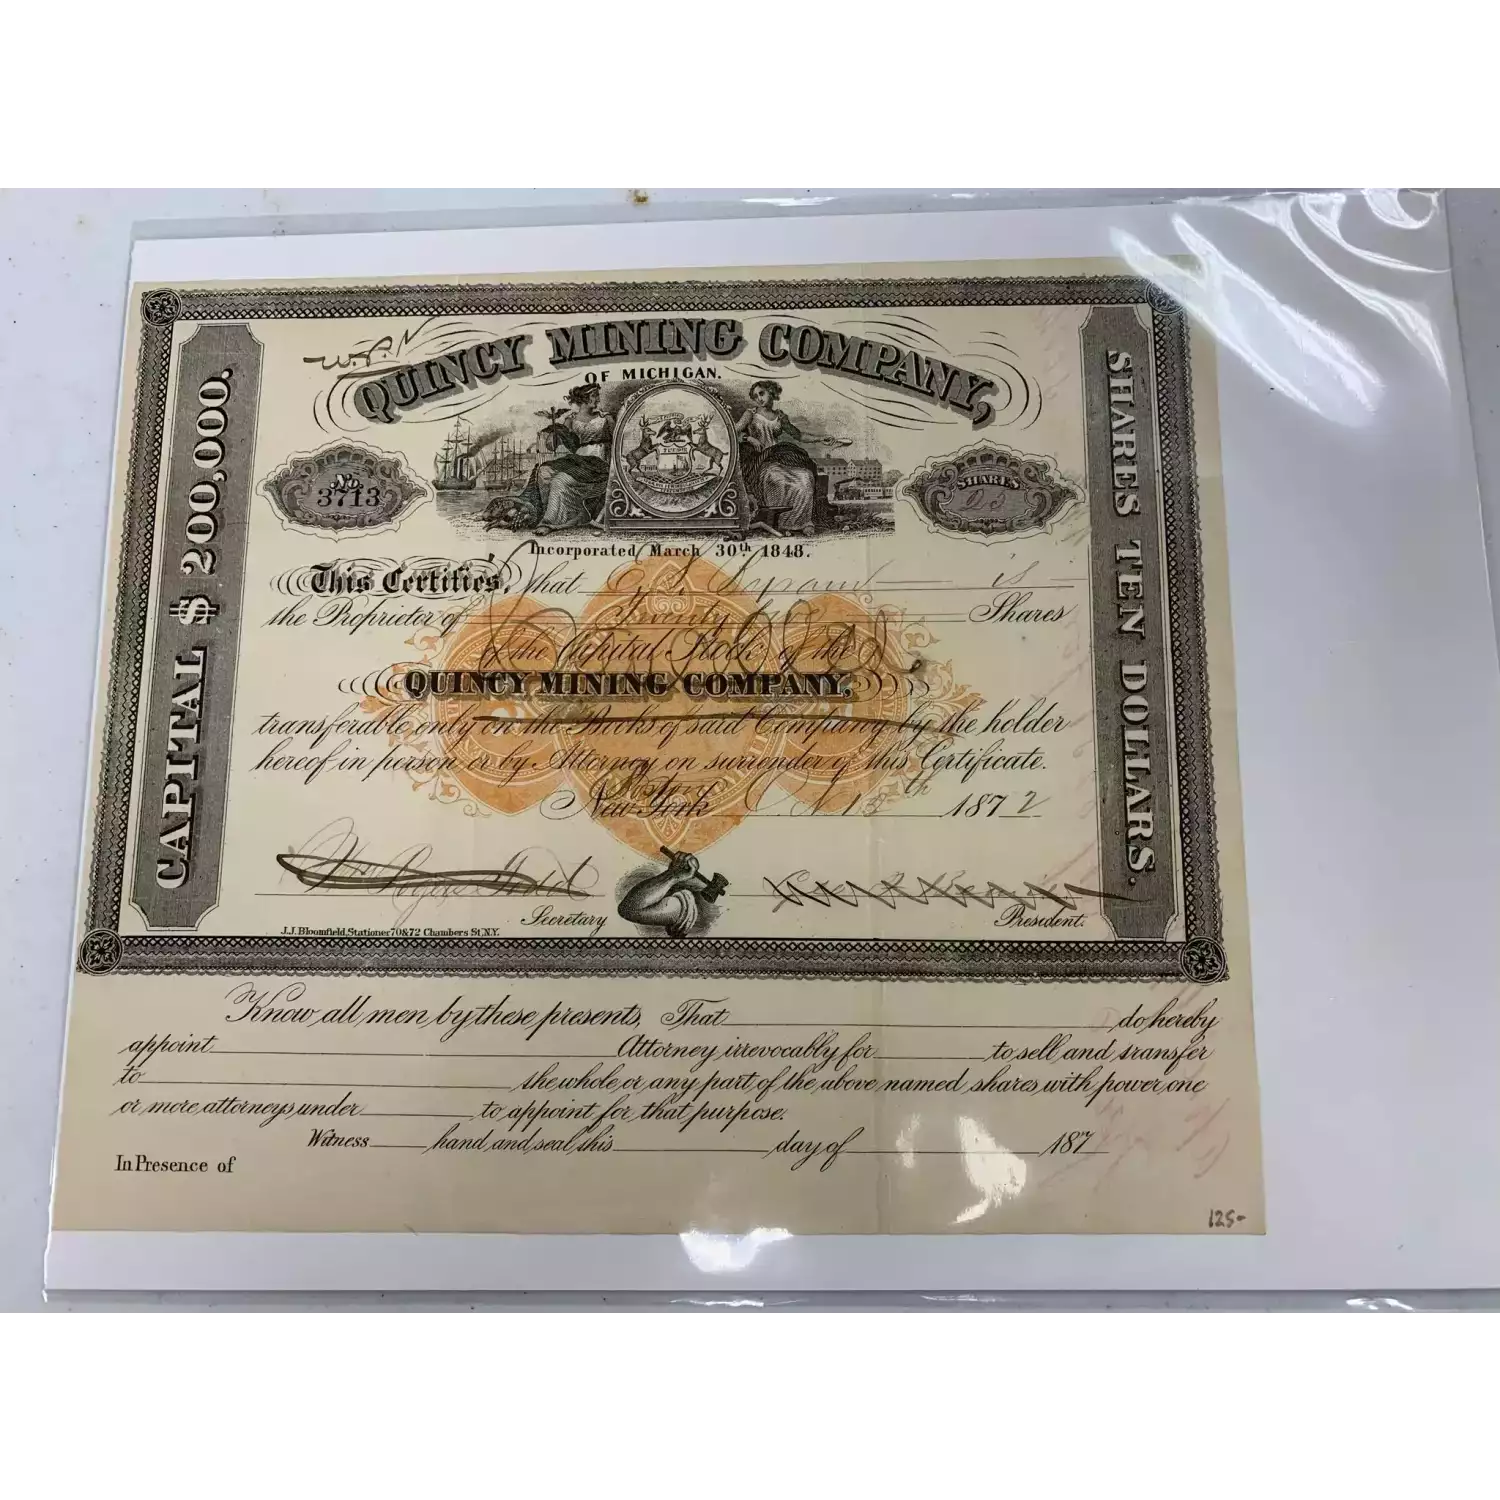 QUINCY MINING COMPANY,
OF MICHIGAN.
CAPITAL $ 200,000.
SHARES TEN DOLLARS.
No. 3713
SHARES
Incorporated March 30th 1848.
This Certifies, that is
the Proprietor of Twenty Shares
of the Capital Stock of the
QUINCY MINING COMPANY,
transferable only on the Books of said Company by the holder
hereof in person or by Attorney on surrender of this Certificate.
Boston
New-York 1872
Secretary
President.
J.J. Bloomfield, Stationer 70 & 72 Chambers St, N.Y.
Know all men by these presents, That do hereby
appoint Attorney irrevocably for to sell and transfer
to the whole or any part of the above named shares with power one
or more attorneys under to appoint for that purpose.
Witness hand and seal this day of 187
In Presence of
125-